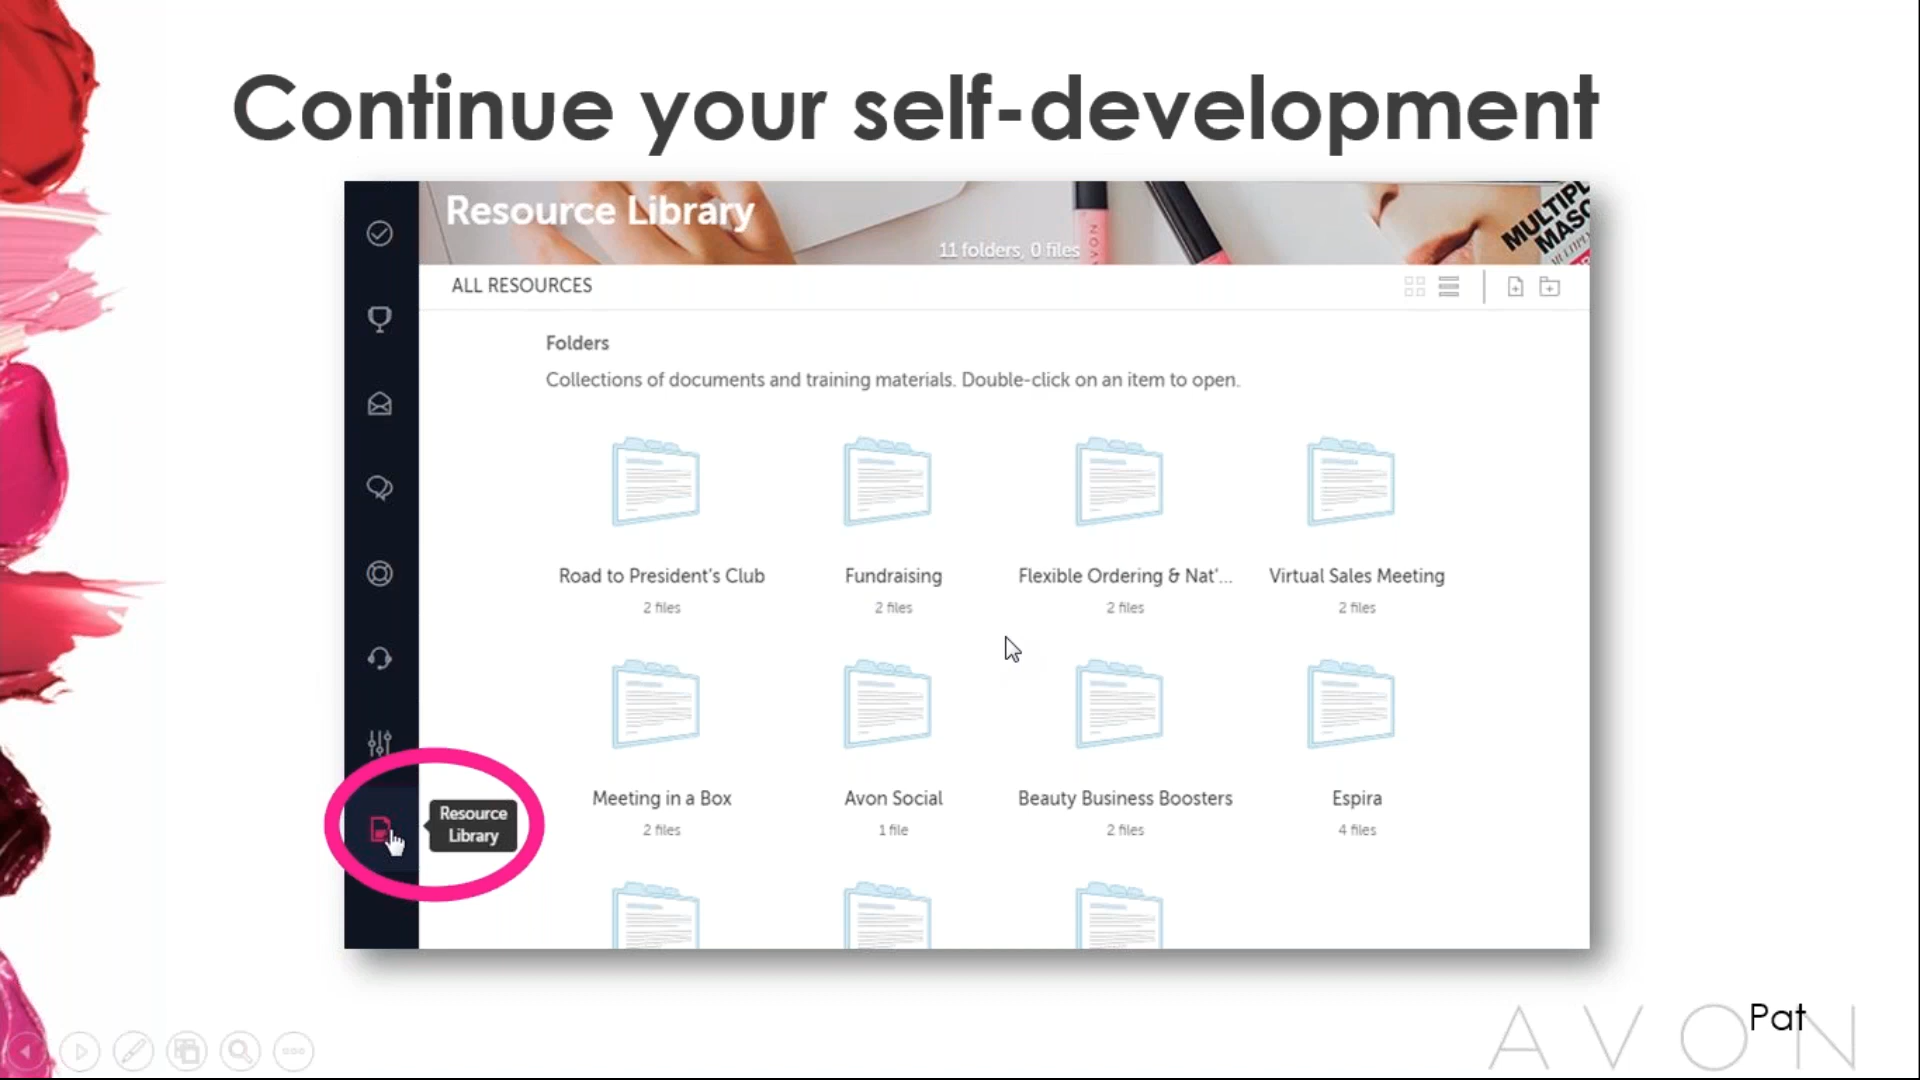 Continue your self-development
Resource Library
11 folders, 0 files
AVON
MULTIPL
MASC
ALL RESOURCES
Folders
Collections of documents and training materials. Double-click on an item to open.
Road to President's Club
Fundraising
Flexible Ordering & Nat'...
Virtual Sales Meeting
2 files
2 files
2 files
2 files
Meeting in a Box
Avon Social
Beauty Business Boosters
Espira
2 files
1 file
2 files
4 files
Resource
Library
Pat
AVON